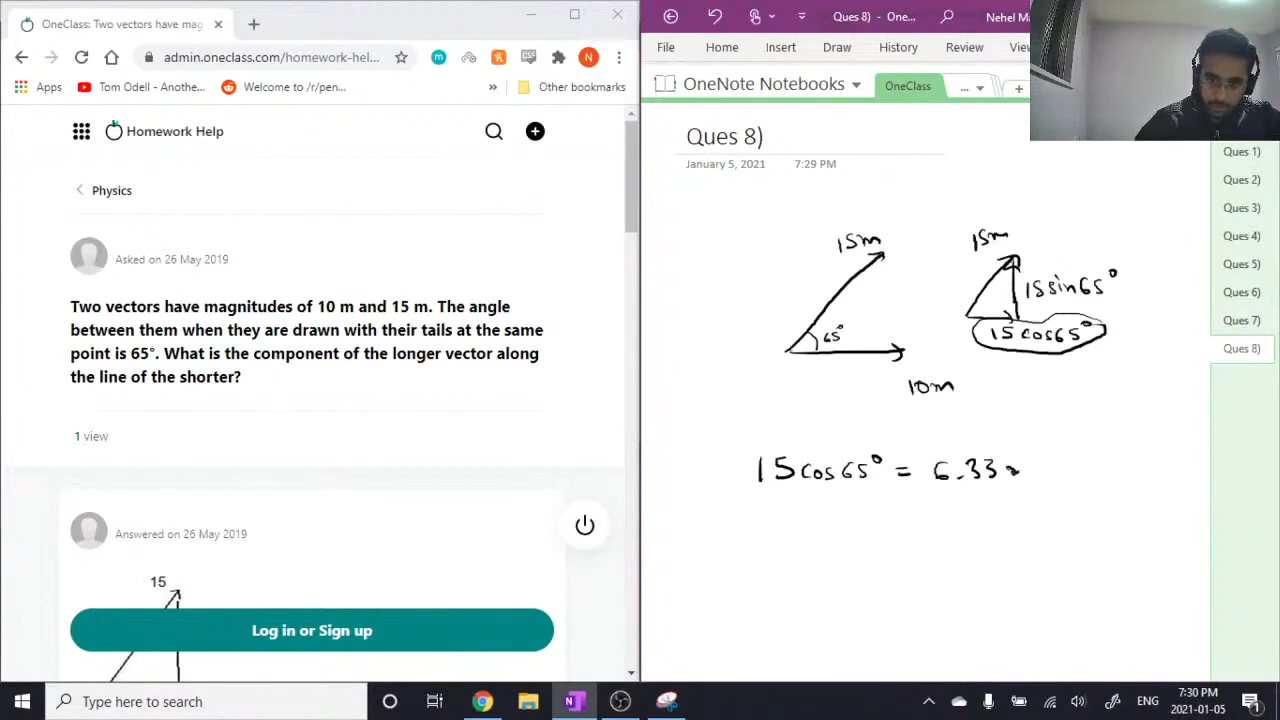 OneClass: Two vectors have mag
admin.oneclass.com/homework-hel...
N
Apps
Tom Odell - Anothe...
Welcome to /r/pen...
»
Other bookmarks
Homework Help
Physics
Asked on 26 May 2019
Two vectors have magnitudes of 10 m and 15 m. The angle
between them when they are drawn with their tails at the same
point is 65°. What is the component of the longer vector along
the line of the shorter?
1 view
Answered on 26 May 2019
15
Log in or Sign up
Ques 8) - One...
Nehel Ma
File Home Insert Draw History Review Vie
OneNote Notebooks
OneClass
...
Ques 8)
January 5, 2021 7:29 PM
Ques 1)
Ques 2)
Ques 3)
Ques 4)
Ques 5)
Ques 6)
Ques 7)
Ques 8)
15m
65°
10m
15m
15sin65°
15cos65°
15cos65° = 6.33
Type here to search
ENG
7:30 PM
2021-01-05
1